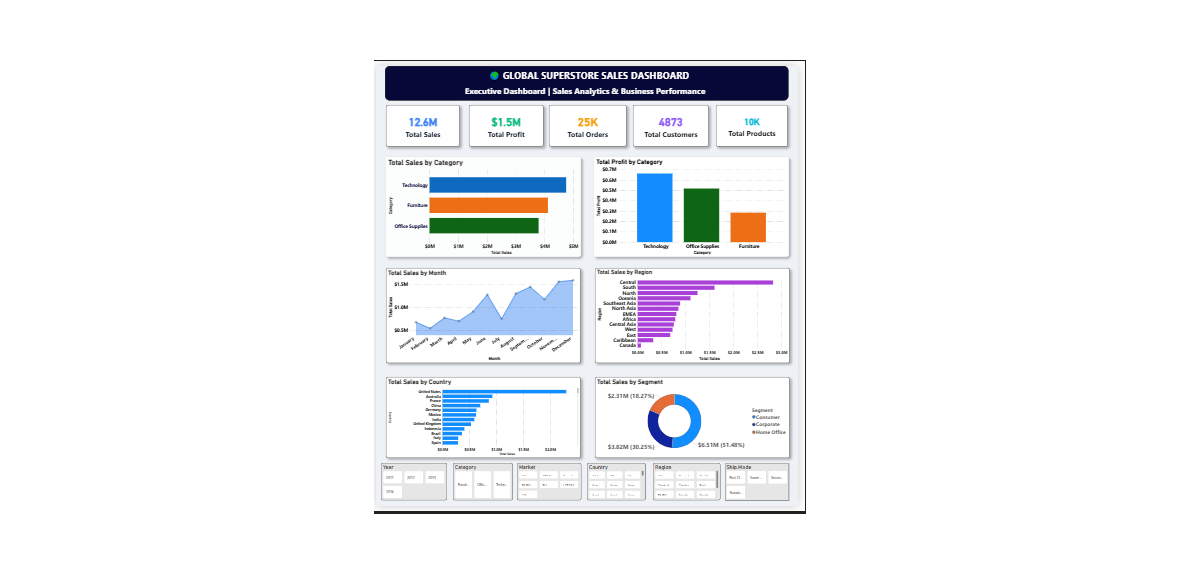 GLOBAL SUPERSTORE SALES DASHBOARD
Executive Dashboard | Sales Analytics & Business Performance
12.6M
Total Sales
$1.5M
Total Profit
25K
Total Orders
4873
Total Customers
10K
Total Products
Total Sales by Category
Category
Technology
Furniture
Office Supplies
$0M $1M $2M $3M $4M $5M
Total Sales
Total Profit by Category
Total Profit
$0.7M
$0.6M
$0.5M
$0.4M
$0.3M
$0.2M
$0.1M
$0.0M
Technology Office Supplies Furniture
Category
Total Sales by Month
Total Sales
$1.5M
$1.0M
$0.5M
January February March April May June July August Septem... October Novem... December
Month
Total Sales by Region
Region
Central
South
North
Oceania
Southeast Asia
North Asia
EMEA
Africa
Central Asia
West
East
Caribbean
Canada
$0.0M $0.5M $1.0M $1.5M $2.0M $2.5M $3.0M
Total Sales
Total Sales by Country
Country
United States
Australia
France
China
Germany
Mexico
India
United Kingdom
Indonesia
Brazil
Italy
Spain
$0.0M $0.5M $1.0M $1.5M $2.0M
Total Sales
Total Sales by Segment
$2.31M (18.27%)
$3.82M (30.25%)
$6.51M (51.48%)
Segment
Consumer
Corporate
Home Office
Year
Category
Furnit... Offic... Techn...
Market
Country
Region
Ship.Mode